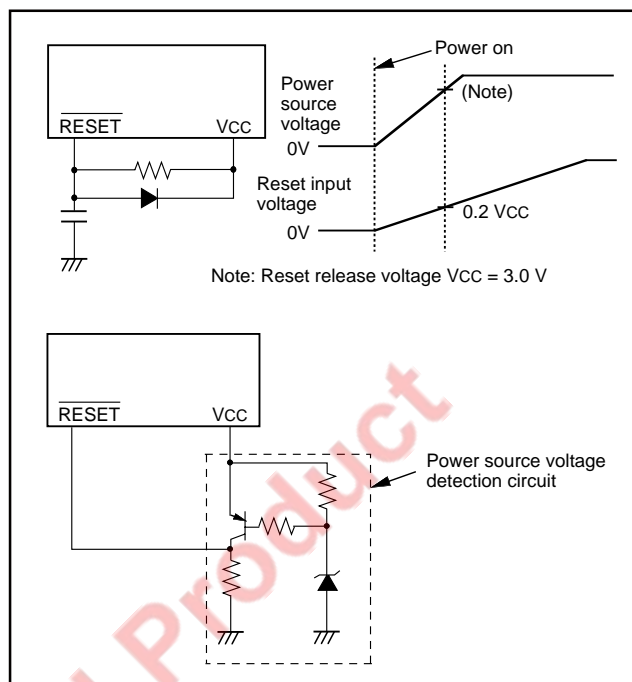 Power on
Power
source
voltage
(Note)
RESET
VCC
0V
Reset input
voltage
0.2 VCC
0V
Note: Reset release voltage VCC = 3.0 V
RESET
VCC
Power source voltage
detection circuit
Product